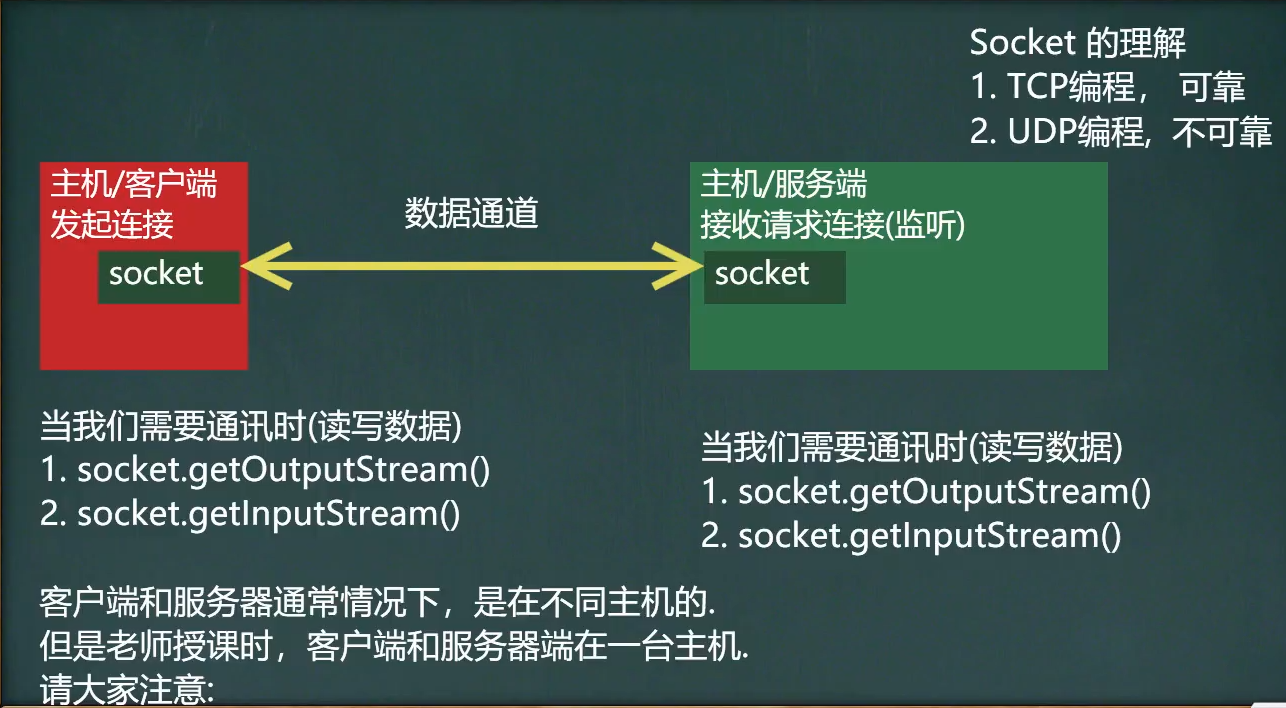 Socket 的理解
1. TCP编程， 可靠
2. UDP编程, 不可靠
主机/客户端
发起连接
socket
数据通道
主机/服务端
接收请求连接(监听)
socket
当我们需要通讯时(读写数据)
1. socket.getOutputStream()
2. socket.getInputStream()
当我们需要通讯时(读写数据)
1. socket.getOutputStream()
2. socket.getInputStream()
客户端和服务器通常情况下，是在不同主机的.
但是老师授课时，客户端和服务器端在一台主机.
请大家注意: